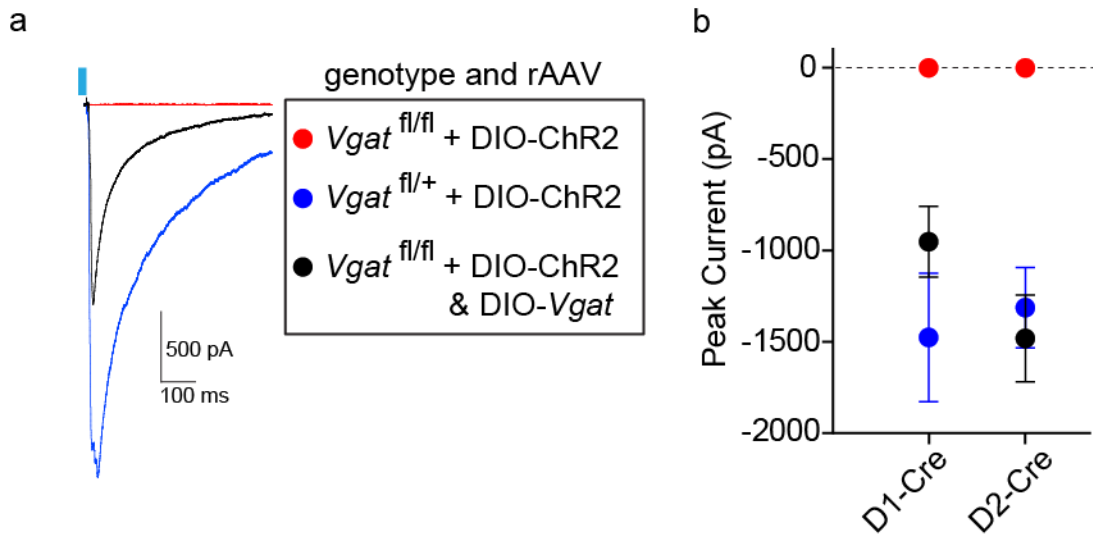 a
genotype and rAAV
Vgat fl/fl + DIO-ChR2
Vgat fl/+ + DIO-ChR2
Vgat fl/fl + DIO-ChR2
& DIO-Vgat
500 pA
100 ms
b
Peak Current (pA)
0
-500
-1000
-1500
-2000
D1-Cre
D2-Cre